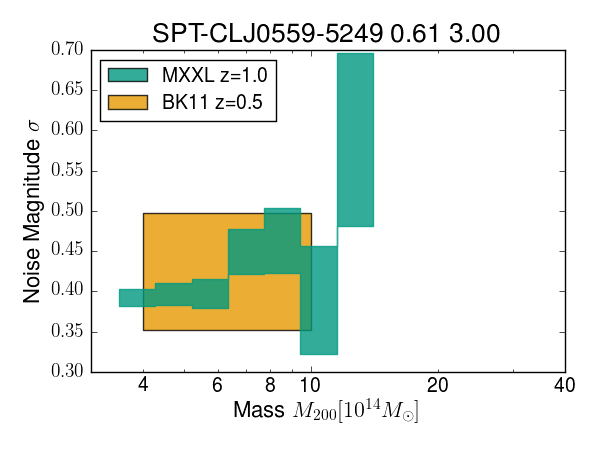 SPT-CLJ0559-5249 0.61 3.00
MXXL z=1.0
BK11 z=0.5
Noise Magnitude σ
0.70
0.65
0.60
0.55
0.50
0.45
0.40
0.35
0.30
4 6 8 10 20 40
Mass M₂₀₀[10¹⁴M☉]